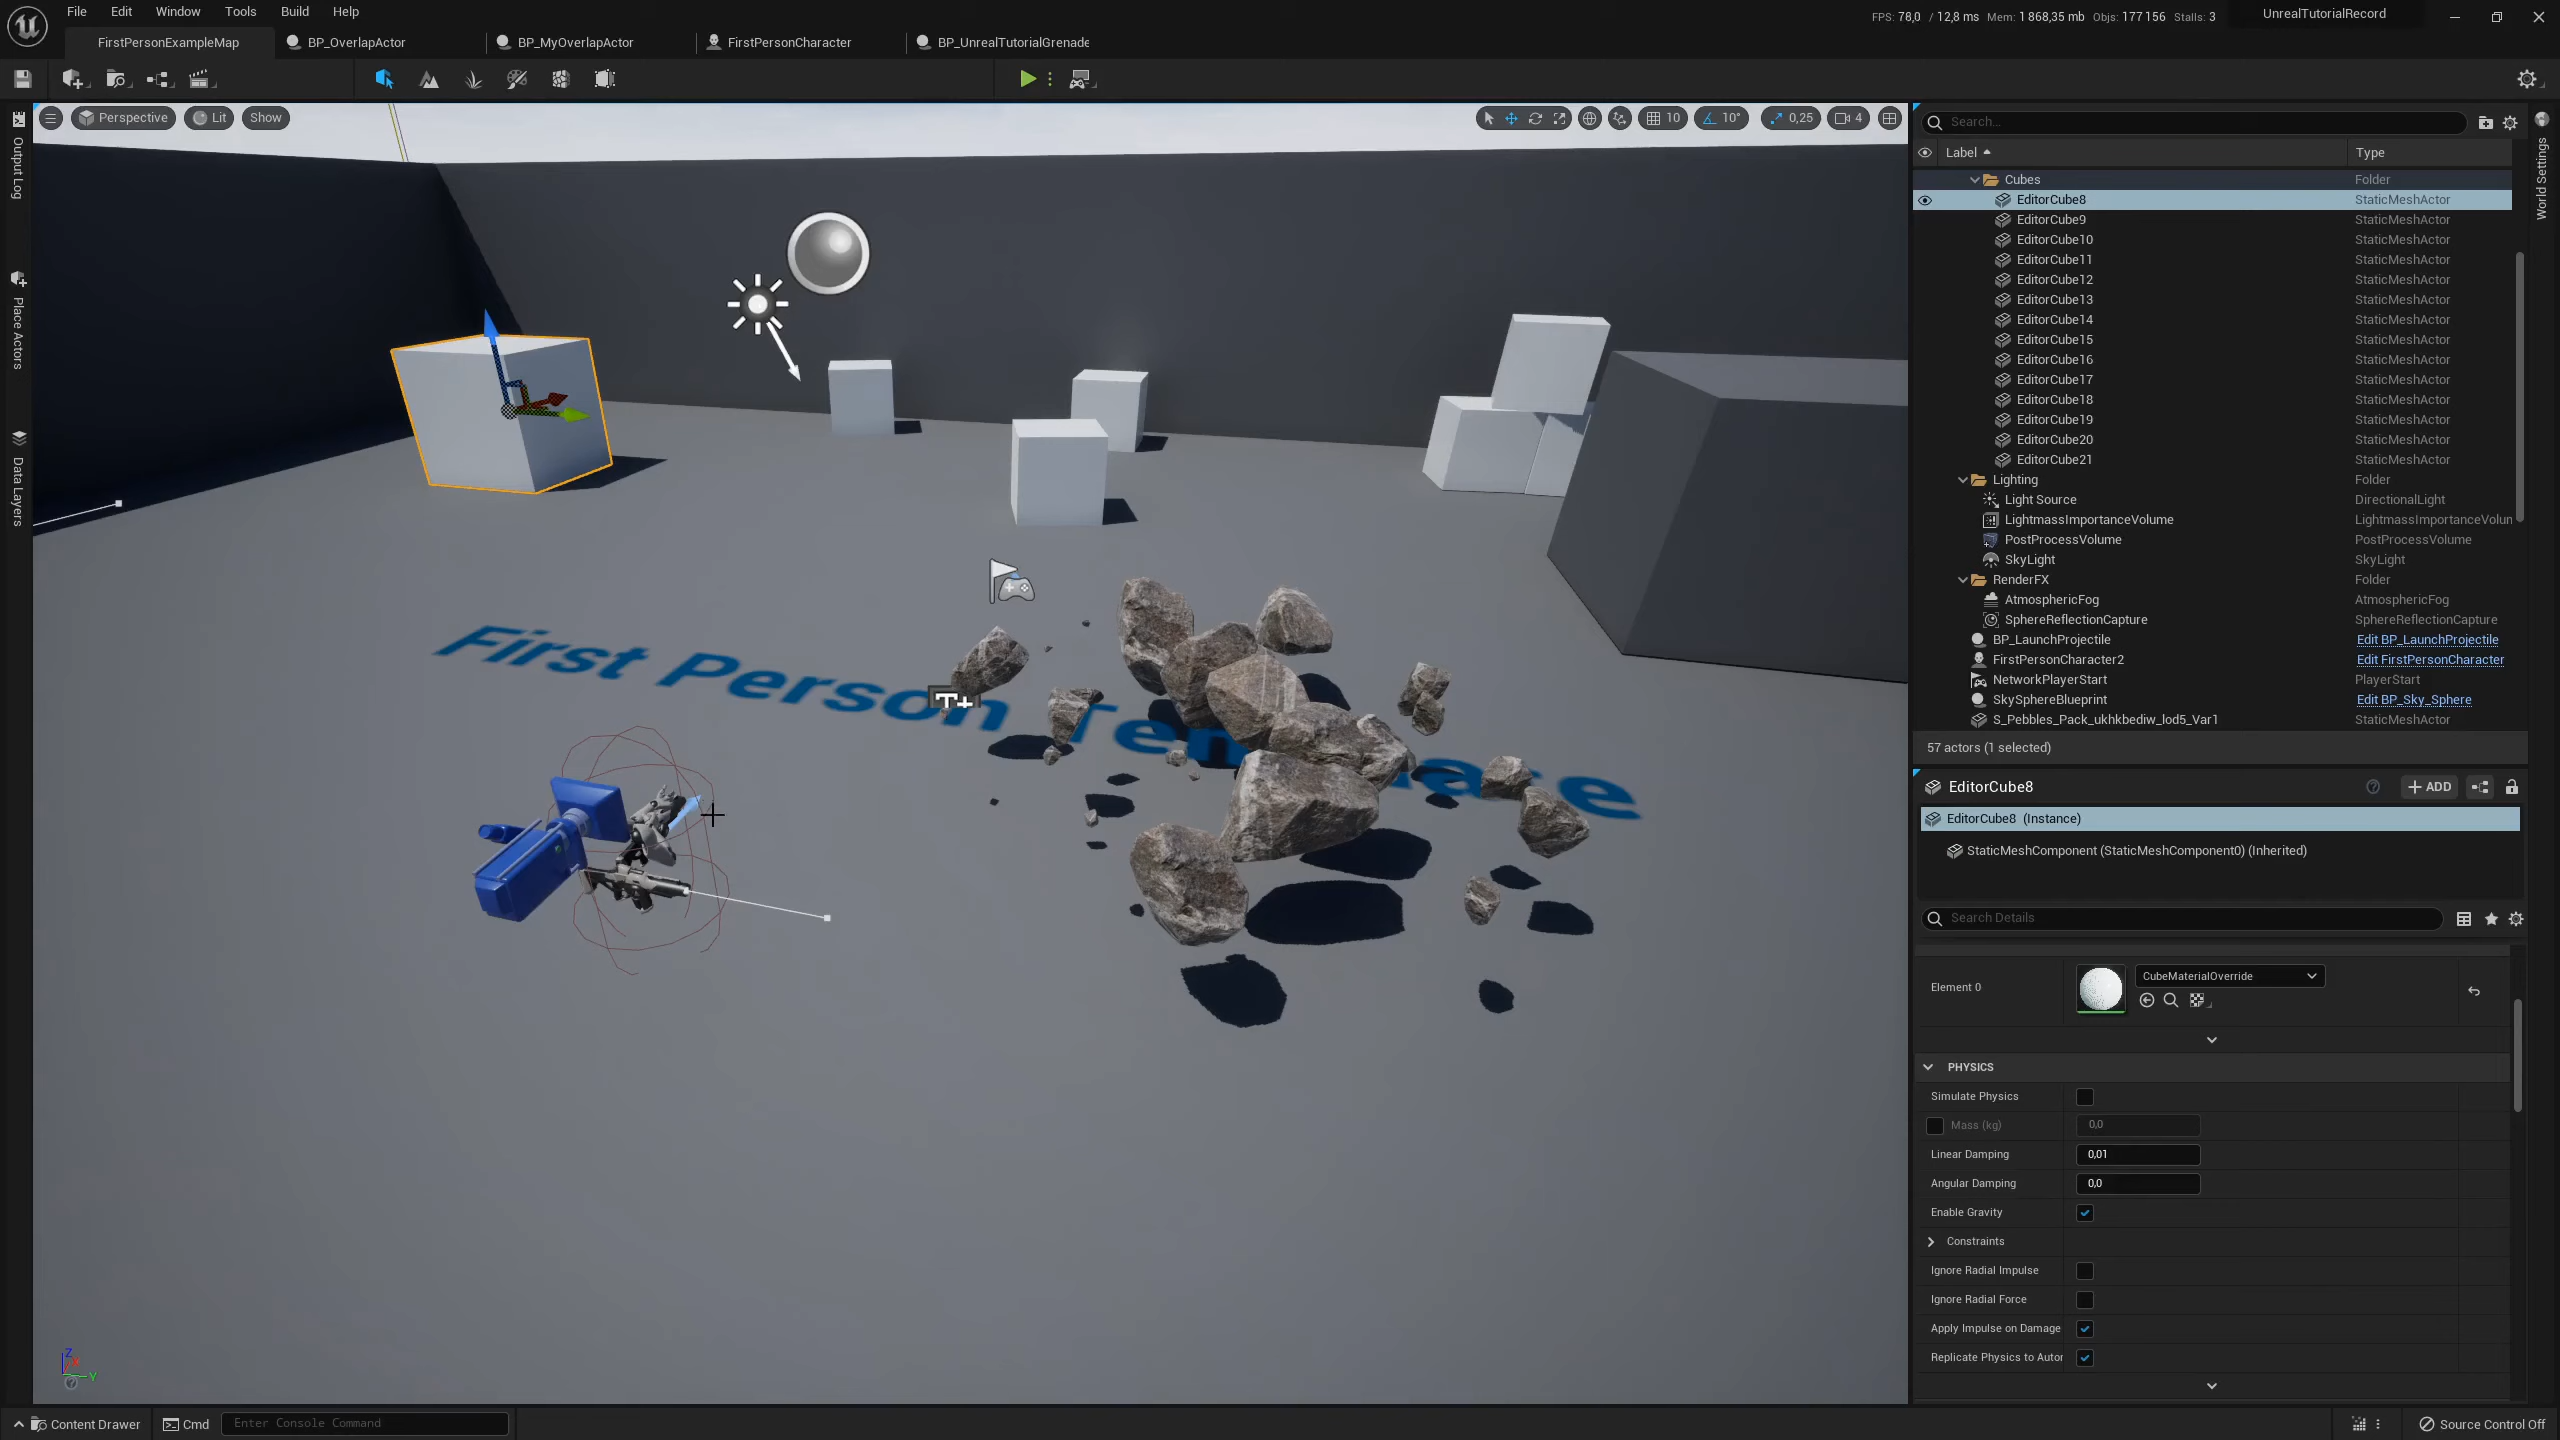 File Edit Window Tools Build Help
FPS: 78,0 / 12,8 ms Mem: 1 868,35 mb Objs: 177 156 Stalls: 3
UnrealTutorialRecord
FirstPersonExampleMap
BP_OverlapActor
BP_MyOverlapActor
FirstPersonCharacter
BP_UnrealTutorialGrenade
Output Log
Place Actors
Data Layers
Perspective Lit Show
10 10° 0,25 4
First Person Template
T+
Z
X
Y
Search...
World Settings
Label Type
Cubes Folder
EditorCube8 StaticMeshActor
EditorCube9 StaticMeshActor
EditorCube10 StaticMeshActor
EditorCube11 StaticMeshActor
EditorCube12 StaticMeshActor
EditorCube13 StaticMeshActor
EditorCube14 StaticMeshActor
EditorCube15 StaticMeshActor
EditorCube16 StaticMeshActor
EditorCube17 StaticMeshActor
EditorCube18 StaticMeshActor
EditorCube19 StaticMeshActor
EditorCube20 StaticMeshActor
EditorCube21 StaticMeshActor
Lighting Folder
Light Source DirectionalLight
LightmassImportanceVolume LightmassImportanceVolum
PostProcessVolume PostProcessVolume
SkyLight SkyLight
RenderFX Folder
AtmosphericFog AtmosphericFog
SphereReflectionCapture SphereReflectionCapture
BP_LaunchProjectile Edit BP_LaunchProjectile
FirstPersonCharacter2 Edit FirstPersonCharacter
NetworkPlayerStart PlayerStart
SkySphereBlueprint Edit BP_Sky_Sphere
S_Pebbles_Pack_ukhkbediw_lod5_Var1 StaticMeshActor
57 actors (1 selected)
EditorCube8
+ ADD
EditorCube8 (Instance)
StaticMeshComponent (StaticMeshComponent0) (Inherited)
Search Details
Element 0
CubeMaterialOverride
PHYSICS
Simulate Physics
Mass (kg) 0,0
Linear Damping 0,01
Angular Damping 0,0
Enable Gravity
Constraints
Ignore Radial Impulse
Ignore Radial Force
Apply Impulse on Damage
Replicate Physics to Auton
Content Drawer
Cmd
Enter Console Command
Source Control Off